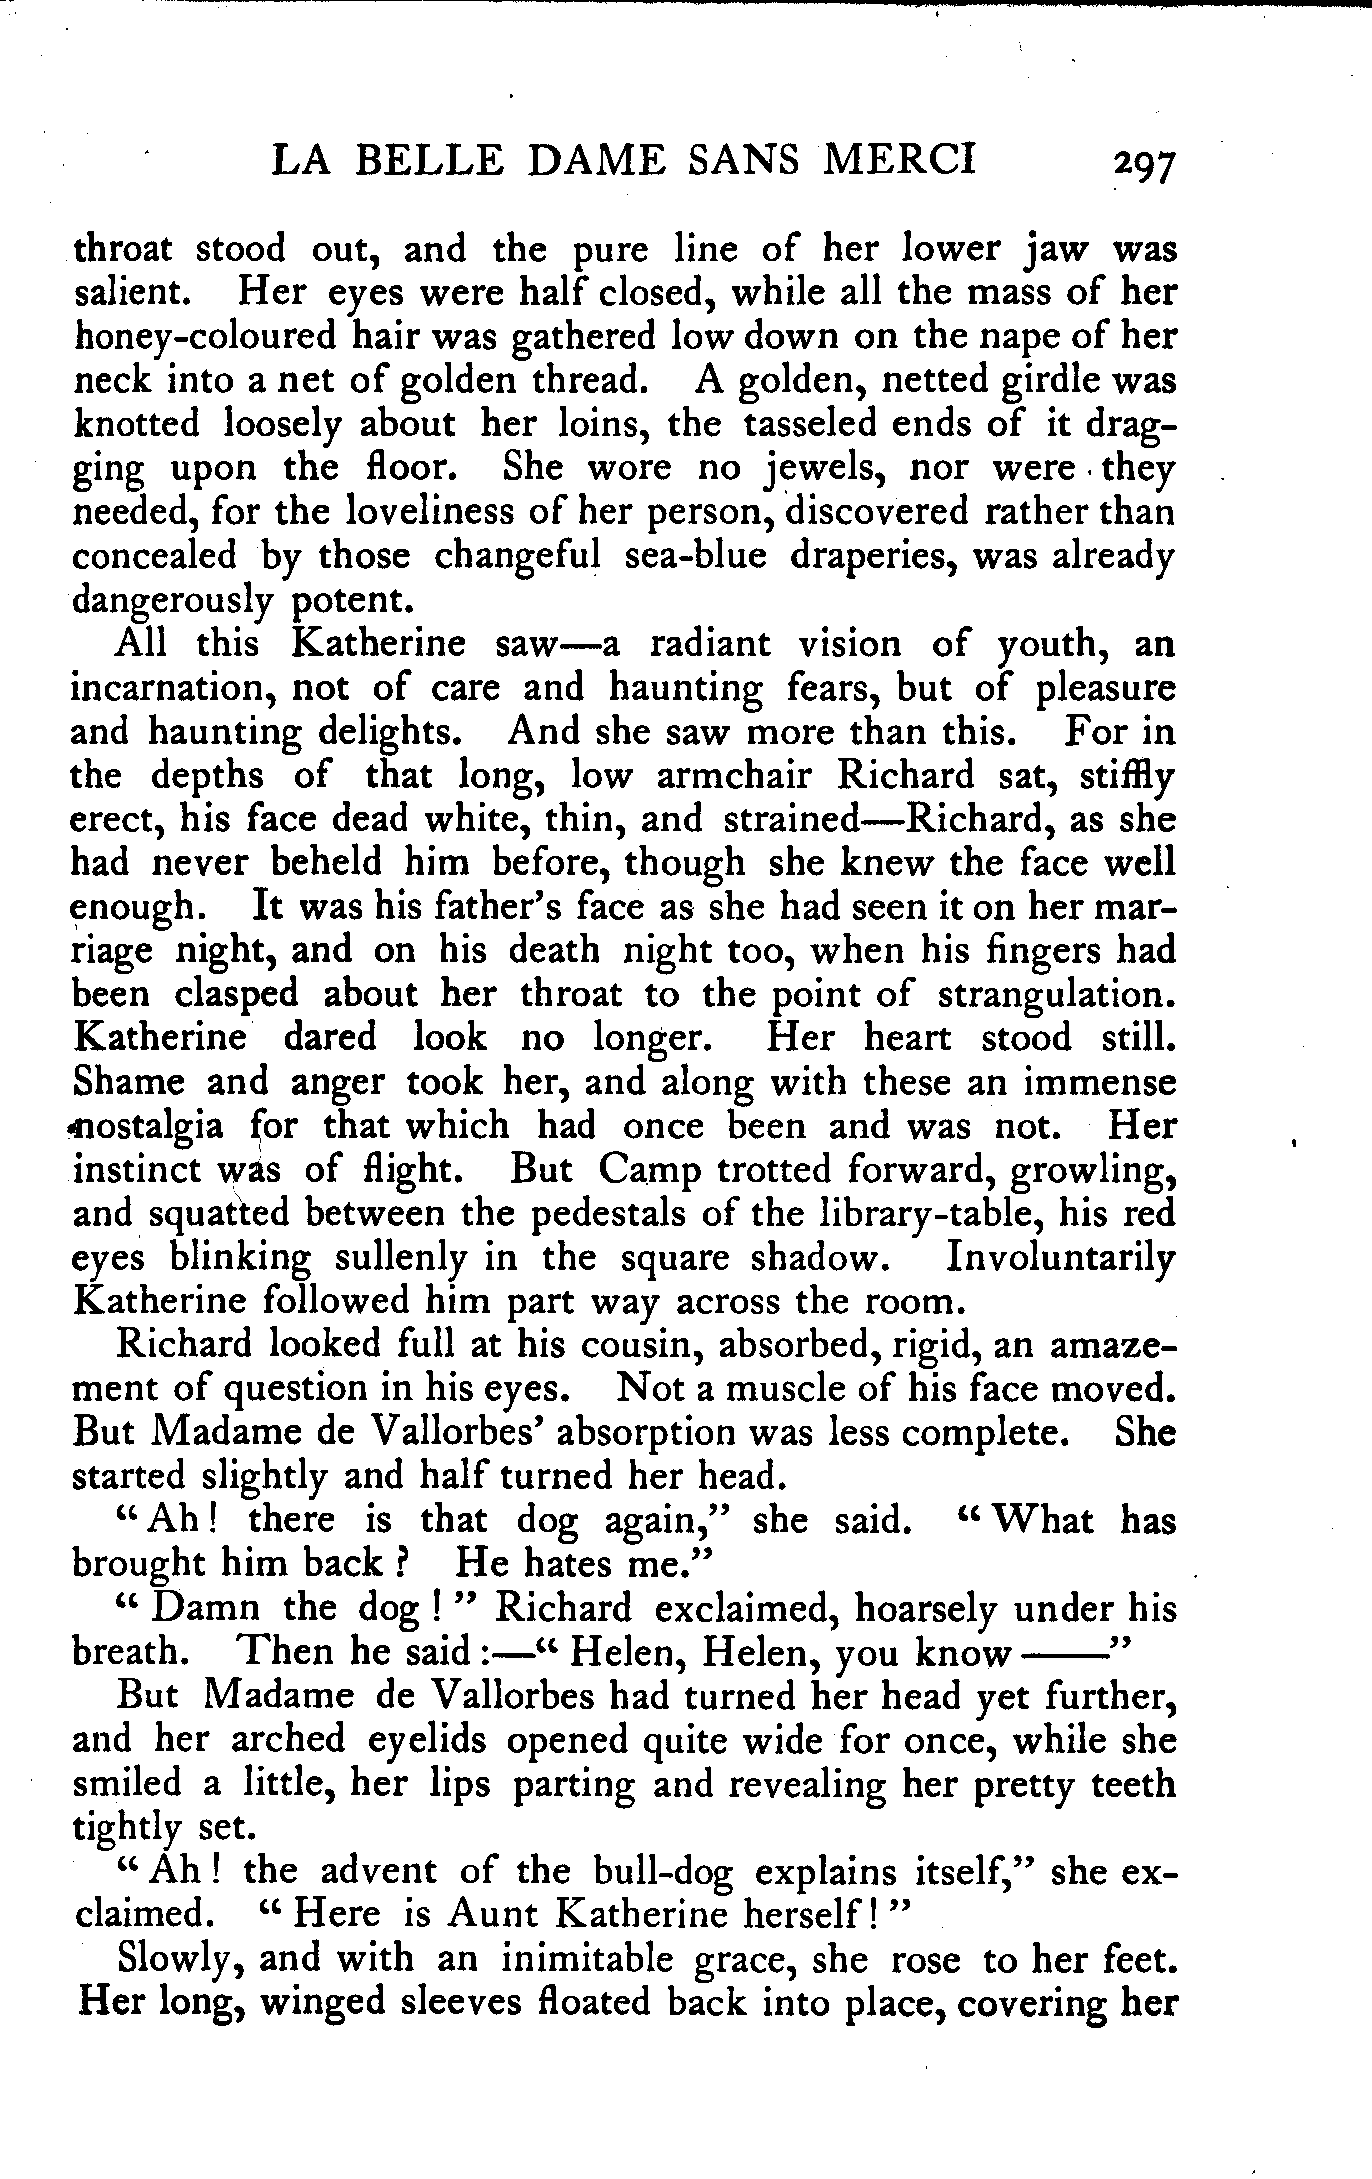 LA BELLE DAME SANS MERCI 297
throat stood out, and the pure line of her lower jaw was
salient. Her eyes were half closed, while all the mass of her
honey-coloured hair was gathered low down on the nape of her
neck into a net of golden thread. A golden, netted girdle was
knotted loosely about her loins, the tasseled ends of it drag-
ging upon the floor. She wore no jewels, nor were they
needed, for the loveliness of her person, discovered rather than
concealed by those changeful sea-blue draperies, was already
dangerously potent.
All this Katherine saw—a radiant vision of youth, an
incarnation, not of care and haunting fears, but of pleasure
and haunting delights. And she saw more than this. For in
the depths of that long, low armchair Richard sat, stiffly
erect, his face dead white, thin, and strained—Richard, as she
had never beheld him before, though she knew the face well
enough. It was his father's face as she had seen it on her mar-
riage night, and on his death night too, when his fingers had
been clasped about her throat to the point of strangulation.
Katherine dared look no longer. Her heart stood still.
Shame and anger took her, and along with these an immense
nostalgia for that which had once been and was not. Her
instinct was of flight. But Camp trotted forward, growling,
and squatted between the pedestals of the library-table, his red
eyes blinking sullenly in the square shadow. Involuntarily
Katherine followed him part way across the room.
Richard looked full at his cousin, absorbed, rigid, an amaze-
ment of question in his eyes. Not a muscle of his face moved.
But Madame de Vallorbes' absorption was less complete. She
started slightly and half turned her head.
"Ah! there is that dog again," she said. "What has
brought him back? He hates me."
"Damn the dog!" Richard exclaimed, hoarsely under his
breath. Then he said:—"Helen, Helen, you know——"
But Madame de Vallorbes had turned her head yet further,
and her arched eyelids opened quite wide for once, while she
smiled a little, her lips parting and revealing her pretty teeth
tightly set.
"Ah! the advent of the bull-dog explains itself," she ex-
claimed. "Here is Aunt Katherine herself!"
Slowly, and with an inimitable grace, she rose to her feet.
Her long, winged sleeves floated back into place, covering her